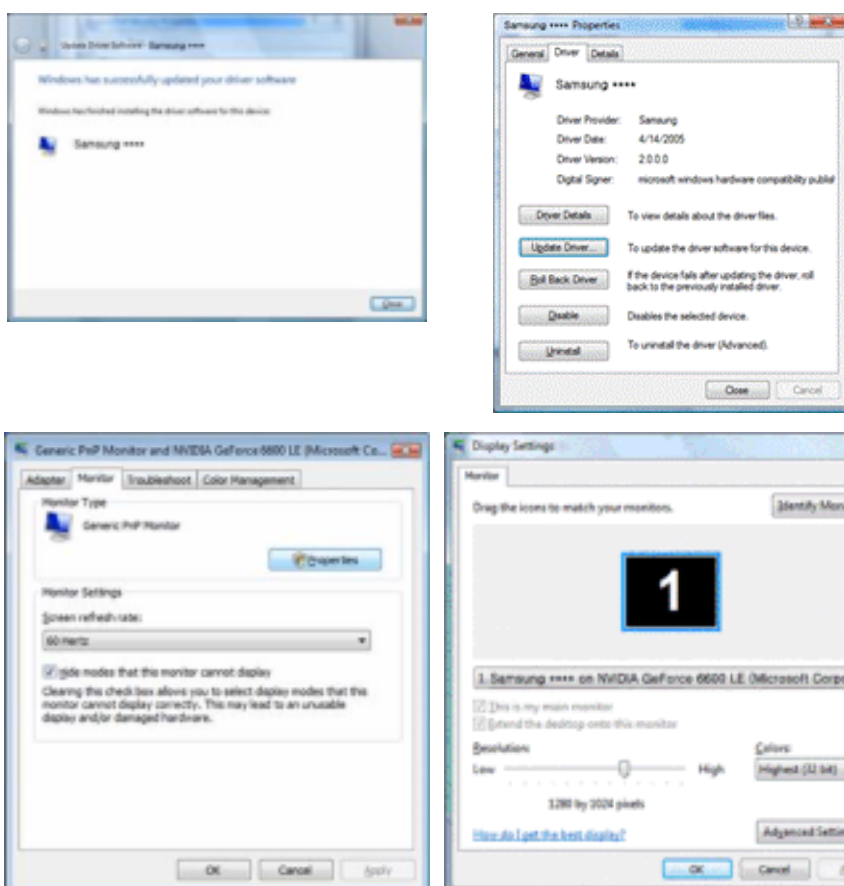 Update Driver Software - Samsung ****
Windows has successfully updated your driver software
Windows has finished installing the driver software for this device:
Samsung ****
Close
Samsung **** Properties
General Driver Details
Samsung ****
Driver Provider: Samsung
Driver Date: 4/14/2005
Driver Version: 2.0.0.0
Digital Signer: microsoft windows hardware compatibility publis
Driver Details To view details about the driver files.
Update Driver... To update the driver software for this device.
Roll Back Driver If the device fails after updating the driver, roll
back to the previously installed driver.
Disable Disables the selected device.
Uninstall To uninstall the driver (Advanced).
Close Cancel
Generic PnP Monitor and NVIDIA GeForce 6600 LE (Microsoft Co...
Adapter Monitor Troubleshoot Color Management
Monitor Type
Generic PnP Monitor
Properties
Monitor Settings
Screen refresh rate:
60 Hertz
Hide modes that this monitor cannot display
Clearing this check box allows you to select display modes that this
monitor cannot display correctly. This may lead to an unusable
display and/or damaged hardware.
OK Cancel Apply
Display Settings
Monitor
Drag the icons to match your monitors.
Identify Mon
1
1. Samsung **** on NVIDIA GeForce 6600 LE (Microsoft Corpo
This is my main monitor
Extend the desktop onto this monitor
Resolution:
Low High
1280 by 1024 pixels
Colors:
Highest (32 bit)
How do I get the best display?
Advanced Settin
OK Cancel